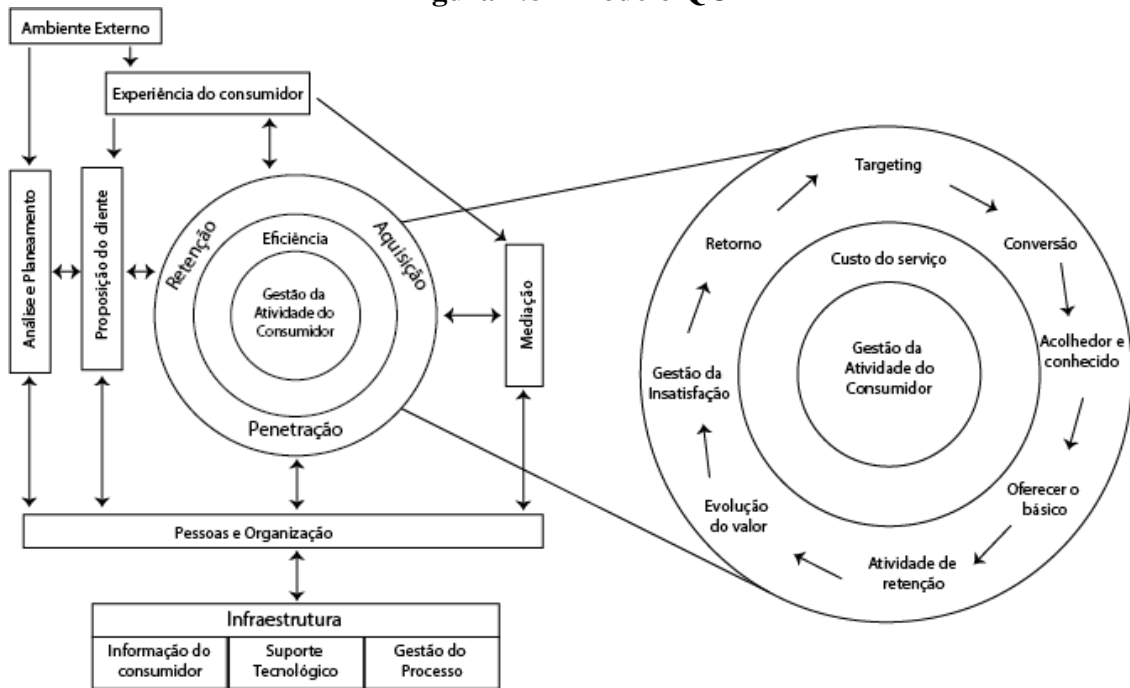 Ambiente Externo
Experiência do consumidor
Análise e Planeamento
Proposição do diente
Retenção
Aquisição
Penetração
Eficiência
Gestão da
Atividade do
Consumidor
Mediação
Pessoas e Organização
Infraestrutura
Informação do
consumidor
Suporte
Tecnológico
Gestão do
Processo
Targeting
Conversão
Acolhedor e
conhecido
Oferecer o
básico
Atividade de
retenção
Evolução
do valor
Gestão da
Insatisfação
Retorno
Custo do serviço
Gestão da
Atividade do
Consumidor